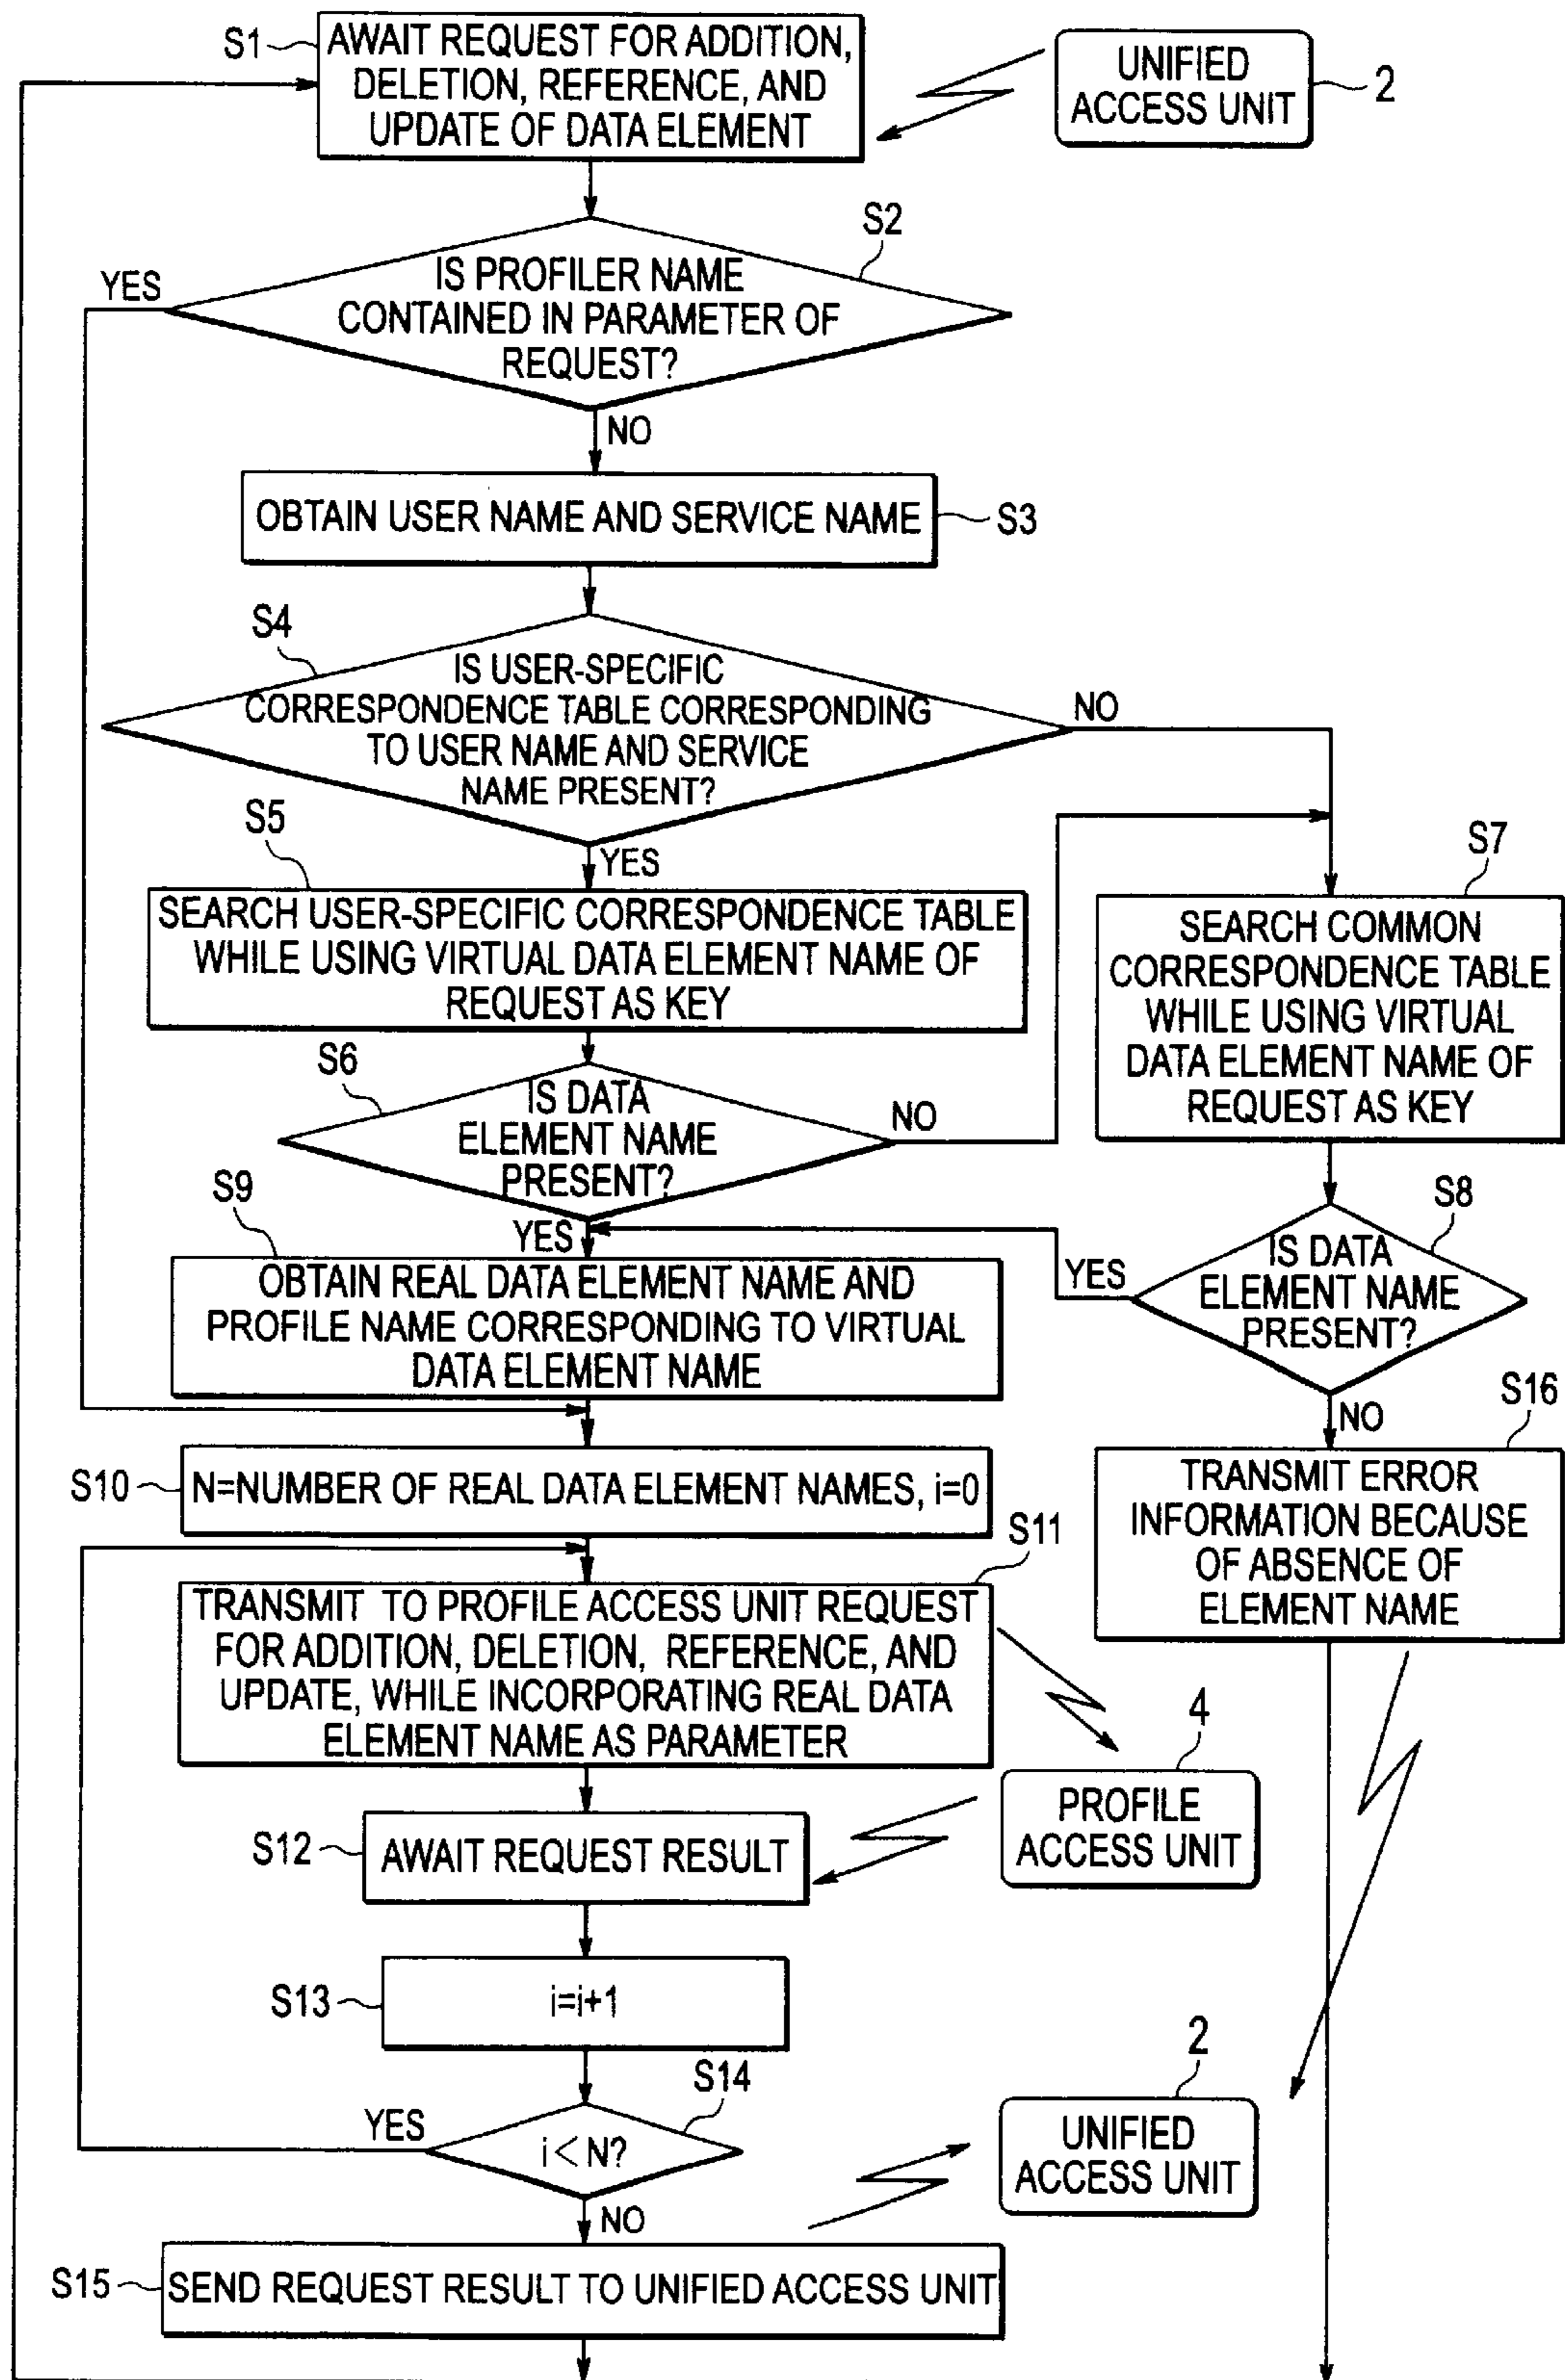 S1
AWAIT REQUEST FOR ADDITION,
DELETION, REFERENCE, AND
UPDATE OF DATA ELEMENT
UNIFIED
ACCESS UNIT
2
S2
YES
IS PROFILER NAME
CONTAINED IN PARAMETER OF
REQUEST?
NO
OBTAIN USER NAME AND SERVICE NAME
S3
S4
IS USER-SPECIFIC
CORRESPONDENCE TABLE CORRESPONDING
TO USER NAME AND SERVICE
NAME PRESENT?
NO
S5
YES
SEARCH USER-SPECIFIC CORRESPONDENCE TABLE
WHILE USING VIRTUAL DATA ELEMENT NAME OF
REQUEST AS KEY
S7
SEARCH COMMON
CORRESPONDENCE TABLE
WHILE USING VIRTUAL
DATA ELEMENT NAME OF
REQUEST AS KEY
S6
IS DATA
ELEMENT NAME
PRESENT?
NO
YES
S8
IS DATA
ELEMENT NAME
PRESENT?
YES
NO
S9
OBTAIN REAL DATA ELEMENT NAME AND
PROFILE NAME CORRESPONDING TO VIRTUAL
DATA ELEMENT NAME
S16
TRANSMIT ERROR
INFORMATION BECAUSE
OF ABSENCE OF
ELEMENT NAME
S10
N=NUMBER OF REAL DATA ELEMENT NAMES, i=0
S11
TRANSMIT TO PROFILE ACCESS UNIT REQUEST
FOR ADDITION, DELETION, REFERENCE, AND
UPDATE, WHILE INCORPORATING REAL DATA
ELEMENT NAME AS PARAMETER
4
PROFILE
ACCESS UNIT
S12
AWAIT REQUEST RESULT
S13
i=i+1
S14
YES
i<N?
NO
2
UNIFIED
ACCESS UNIT
S15
SEND REQUEST RESULT TO UNIFIED ACCESS UNIT